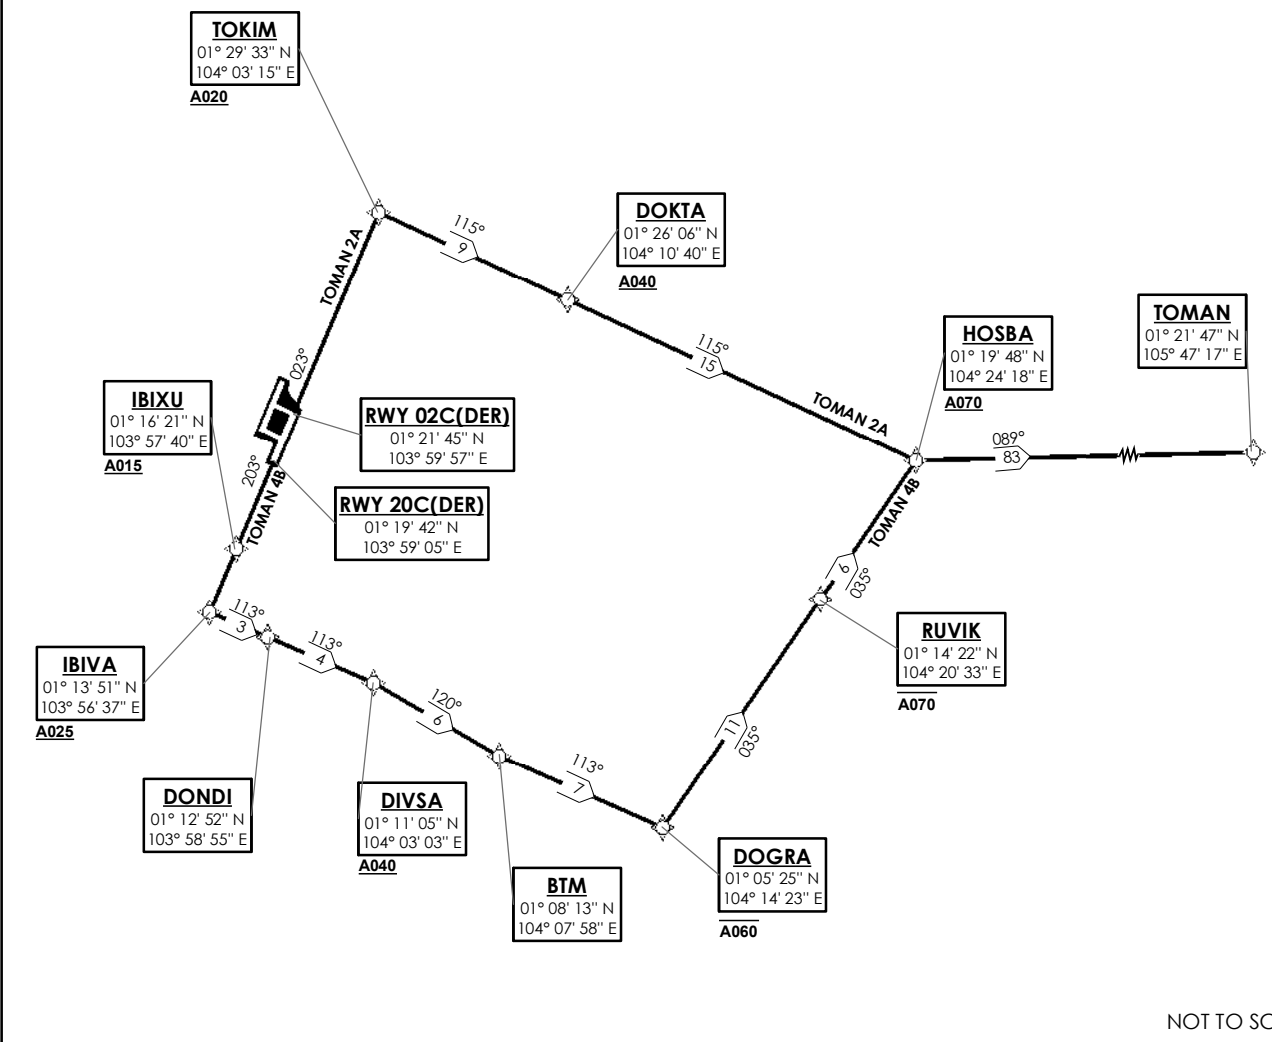 TOKIM
01° 29' 33" N
104° 03' 15" E
A020
DOKTA
01° 26' 06" N
104° 10' 40" E
A040
TOMAN
01° 21' 47" N
105° 47' 17" E
HOSBA
01° 19' 48" N
104° 24' 18" E
A070
IBIXU
01° 16' 21" N
103° 57' 40" E
A015
RWY 02C(DER)
01° 21' 45" N
103° 59' 57" E
RWY 20C(DER)
01° 19' 42" N
103° 59' 05" E
TOMAN 2A
023°
115°
9
115°
15
TOMAN 2A
089°
83
203°
TOMAN 4B
TOMAN 4B
6
035°
RUVIK
01° 14' 22" N
104° 20' 33" E
A070
11
035°
IBIVA
01° 13' 51" N
103° 56' 37" E
A025
113°
3
113°
4
120°
6
113°
7
DONDI
01° 12' 52" N
103° 58' 55" E
DIVSA
01° 11' 05" N
104° 03' 03" E
A040
BTM
01° 08' 13" N
104° 07' 58" E
DOGRA
01° 05' 25" N
104° 14' 23" E
A060
NOT TO SC